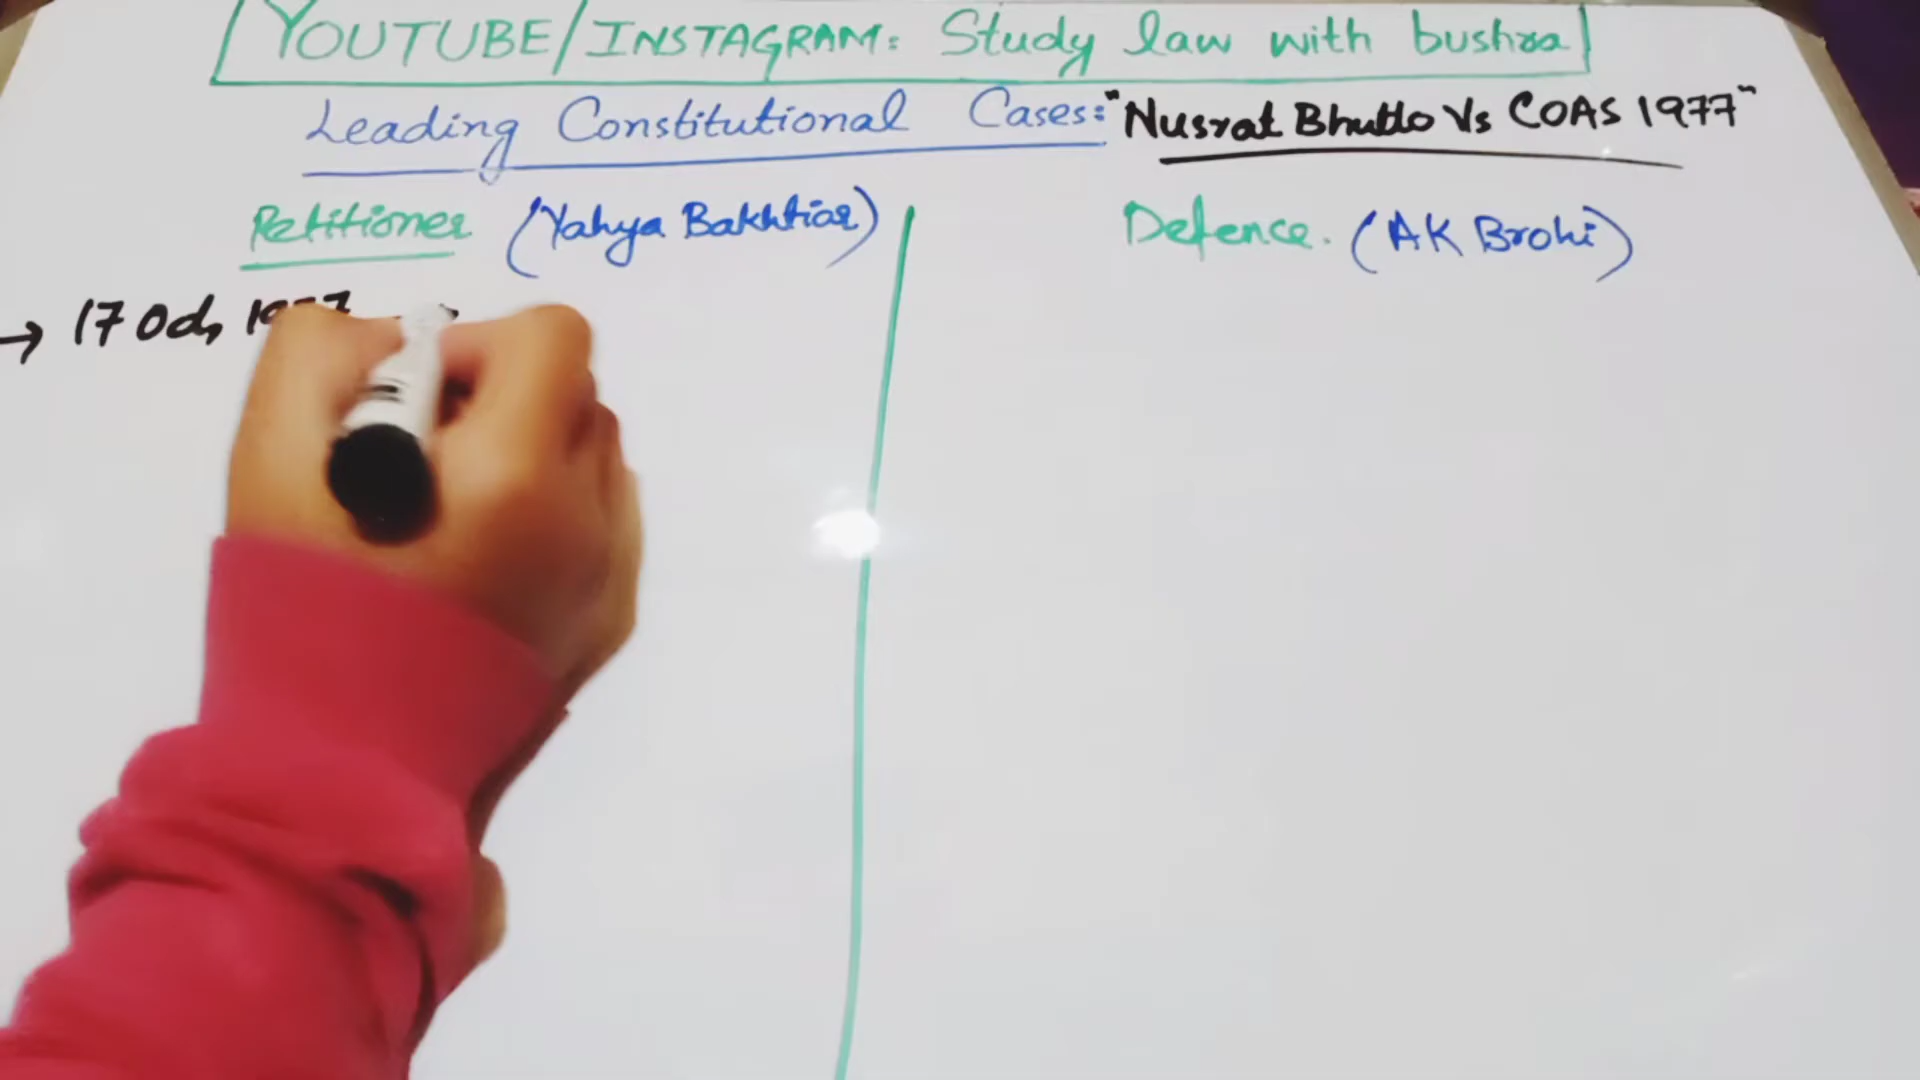 YOUTUBE/INSTAGRAM: Study law with bushra
Leading Constitutional Cases: "Nusrat Bhutto Vs COAS 1977"
Petitioner (Yahya Bakhtiar)
Defence. (AK Brohi)
→ 17 Oct, 1977